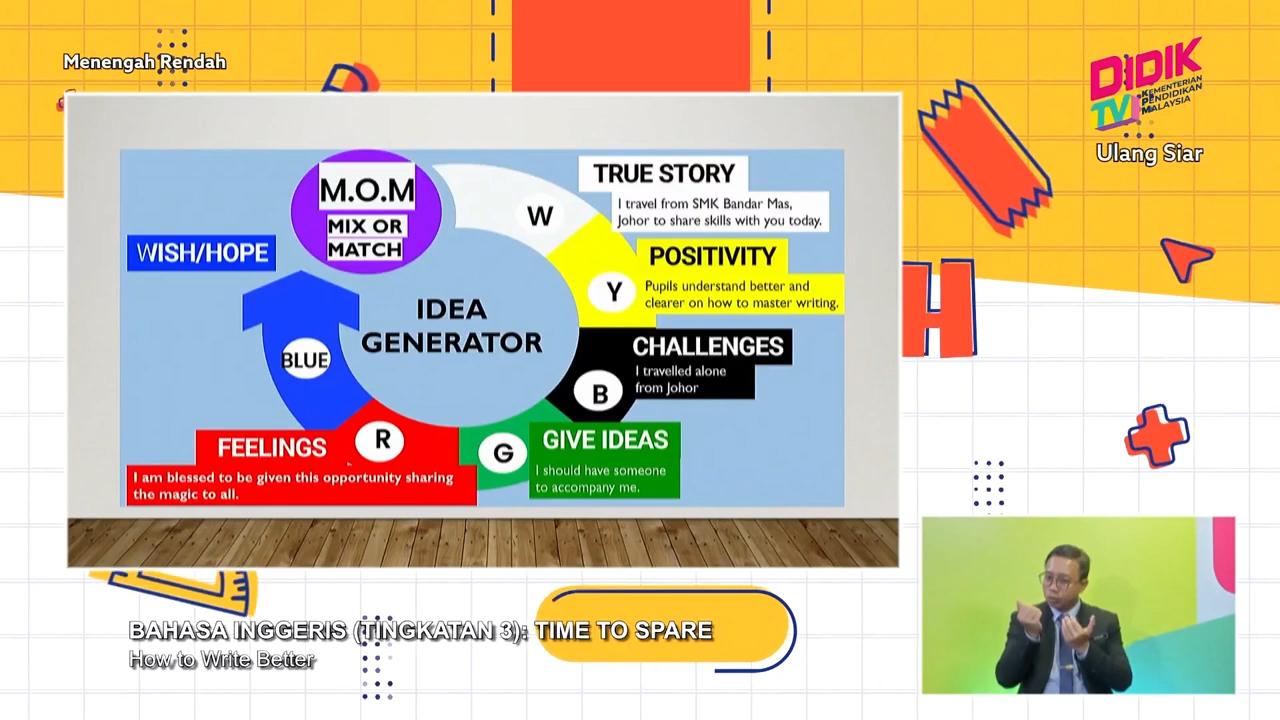 Menengah Rendah
DIDIK
TV
KEMENTERIAN
PENDIDIKAN
MALAYSIA
Ulang Siar
M.O.M
MIX OR
MATCH
WISH/HOPE
BLUE
IDEA
GENERATOR
W
TRUE STORY
I travel from SMK Bandar Mas,
Johor to share skills with you today.
Y
POSITIVITY
Pupils understand better and
clearer on how to master writing.
B
CHALLENGES
I travelled alone
from Johor
G
GIVE IDEAS
I should have someone
to accompany me.
R
FEELINGS
I am blessed to be given this opportunity sharing
the magic to all.
H
BAHASA INGGERIS (TINGKATAN 3): TIME TO SPARE
How to Write Better